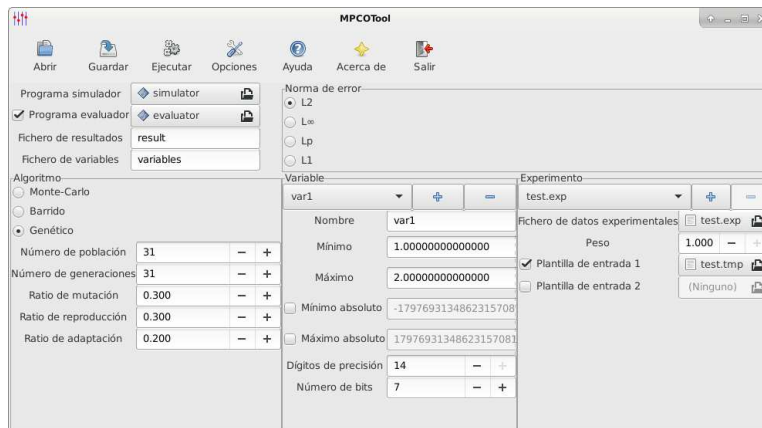 MPCOTool
Abrir Guardar Ejecutar Opciones Ayuda Acerca de Salir
Programa simulador simulator
Programa evaluador evaluator
Fichero de resultados result
Fichero de variables variables
Norma de error
L2
L∞
Lp
L1
Algoritmo
Monte-Carlo
Barrido
Genético
Número de población 31 − +
Número de generaciones 31 − +
Ratio de mutación 0.300 − +
Ratio de reproducción 0.300 − +
Ratio de adaptación 0.200 − +
Variable
var1
Nombre var1
Mínimo 1.00000000000000
Máximo 2.00000000000000
Mínimo absoluto -1797693134862315708
Máximo absoluto 17976931348623157081
Dígitos de precisión 14 − +
Número de bits 7 − +
Experimento
test.exp
Fichero de datos experimentales test.exp
Peso 1.000 − +
Plantilla de entrada 1 test.tmp
Plantilla de entrada 2 (Ninguno)